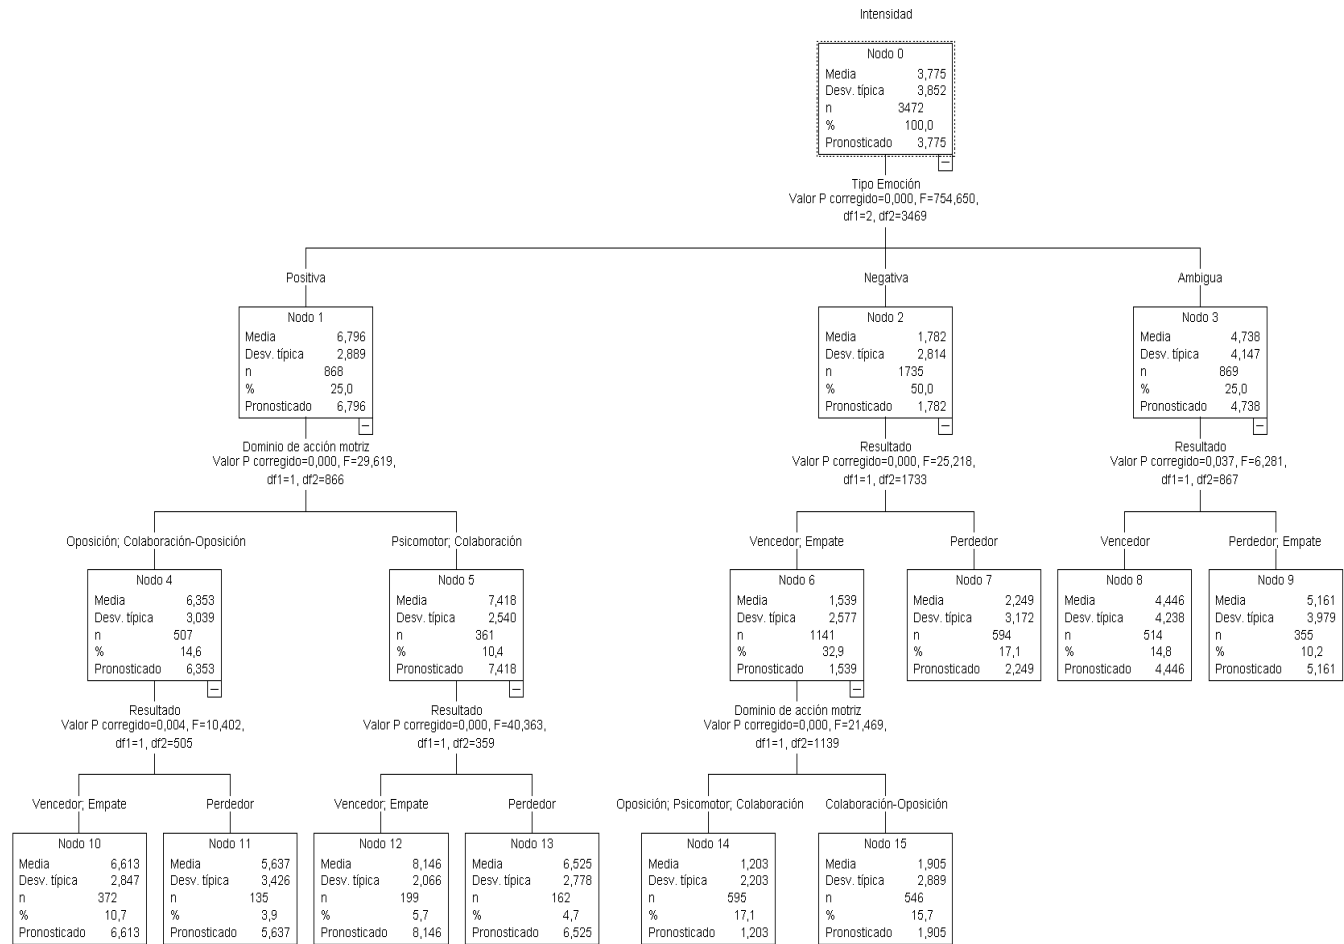 Intensidad
Nodo 0
Media 3,775
Desv. típica 3,852
n 3472
% 100,0
Pronosticado 3,775
Tipo Emoción
Valor P corregido=0,000, F=754,650,
df1=2, df2=3469
Positiva
Negativa
Ambigua
Nodo 1
Media 6,796
Desv. típica 2,889
n 868
% 25,0
Pronosticado 6,796
Nodo 2
Media 1,782
Desv. típica 2,814
n 1735
% 50,0
Pronosticado 1,782
Nodo 3
Media 4,738
Desv. típica 4,147
n 869
% 25,0
Pronosticado 4,738
Dominio de acción motriz
Valor P corregido=0,000, F=29,619,
df1=1, df2=866
Resultado
Valor P corregido=0,000, F=25,218,
df1=1, df2=1733
Resultado
Valor P corregido=0,037, F=6,281,
df1=1, df2=867
Oposición; Colaboración-Oposición
Psicomotor; Colaboración
Vencedor; Empate
Perdedor
Vencedor
Perdedor; Empate
Nodo 4
Media 6,353
Desv. típica 3,039
n 507
% 14,6
Pronosticado 6,353
Nodo 5
Media 7,418
Desv. típica 2,540
n 361
% 10,4
Pronosticado 7,418
Nodo 6
Media 1,539
Desv. típica 2,577
n 1141
% 32,9
Pronosticado 1,539
Nodo 7
Media 2,249
Desv. típica 3,172
n 594
% 17,1
Pronosticado 2,249
Nodo 8
Media 4,446
Desv. típica 4,238
n 514
% 14,8
Pronosticado 4,446
Nodo 9
Media 5,161
Desv. típica 3,979
n 355
% 10,2
Pronosticado 5,161
Resultado
Valor P corregido=0,004, F=10,402,
df1=1, df2=505
Resultado
Valor P corregido=0,000, F=40,363,
df1=1, df2=359
Dominio de acción motriz
Valor P corregido=0,000, F=21,469,
df1=1, df2=1139
Vencedor; Empate
Perdedor
Vencedor; Empate
Perdedor
Oposición; Psicomotor; Colaboración
Colaboración-Oposición
Nodo 10
Media 6,613
Desv. típica 2,847
n 372
% 10,7
Pronosticado 6,613
Nodo 11
Media 5,637
Desv. típica 3,426
n 135
% 3,9
Pronosticado 5,637
Nodo 12
Media 8,146
Desv. típica 2,066
n 199
% 5,7
Pronosticado 8,146
Nodo 13
Media 6,525
Desv. típica 2,778
n 162
% 4,7
Pronosticado 6,525
Nodo 14
Media 1,203
Desv. típica 2,203
n 595
% 17,1
Pronosticado 1,203
Nodo 15
Media 1,905
Desv. típica 2,889
n 546
% 15,7
Pronosticado 1,905